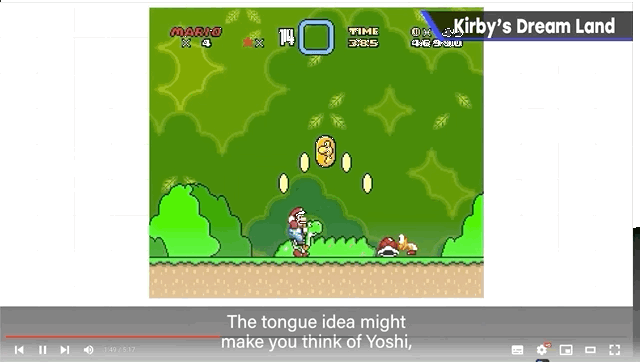 Kirby's Dream Land
MARIO
TIME
× 4
★×
14
385
The tongue idea might
make you think of Yoshi,